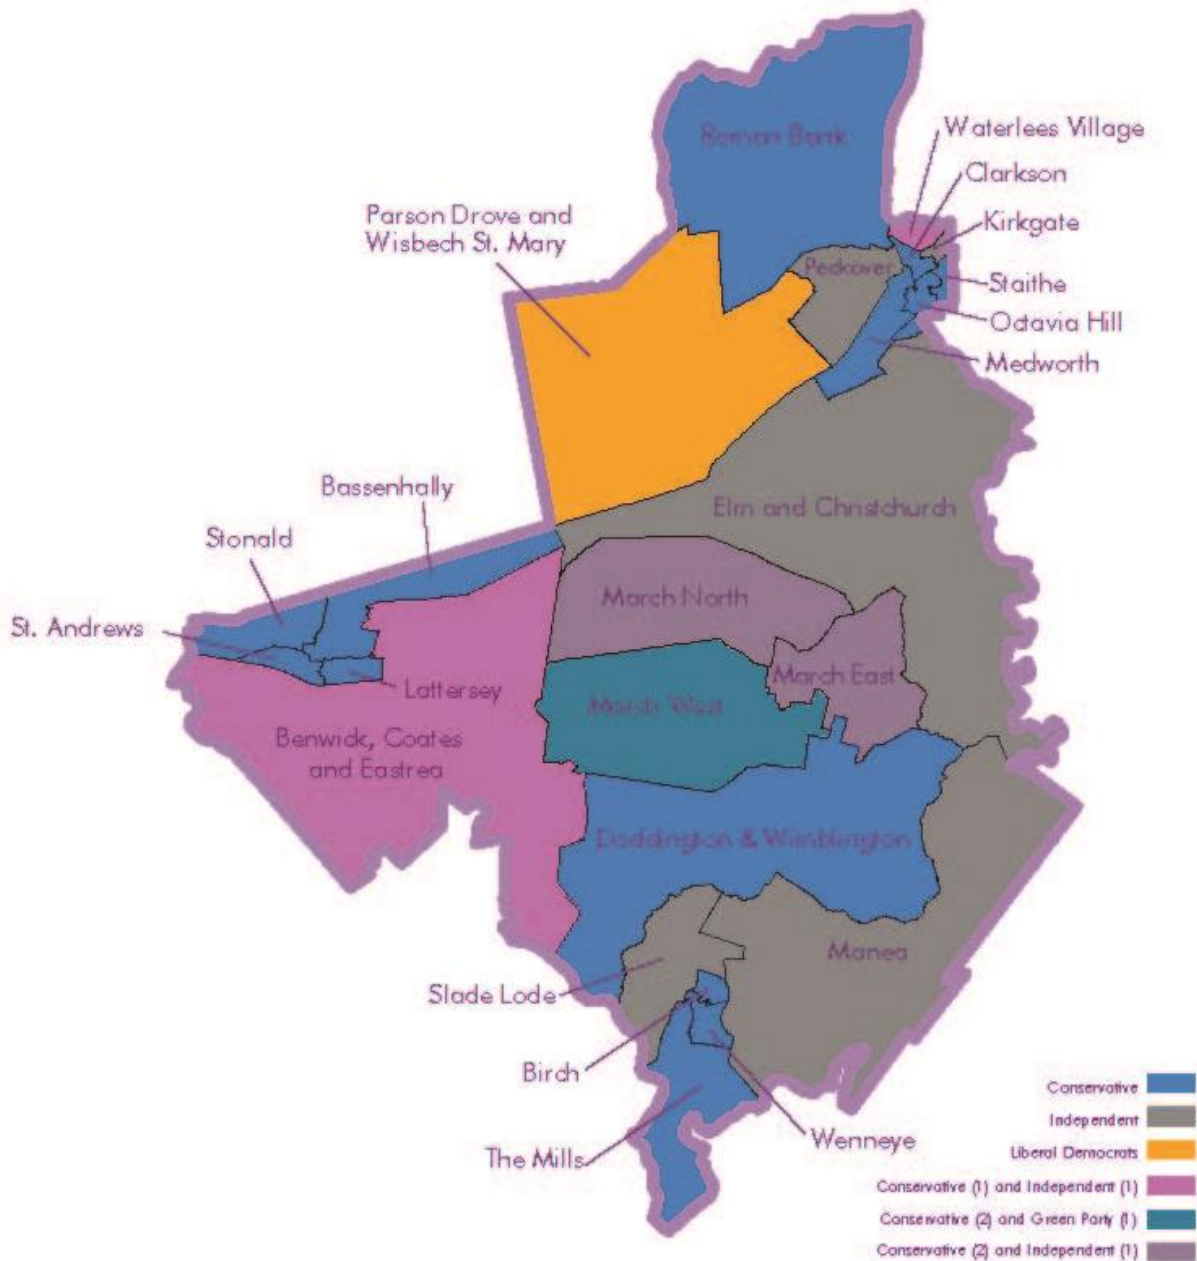 Roman Bank
Waterlees Village
Clarkson
Kirkgate
Parson Drove and
Wisbech St. Mary
Peckover
Staithe
Octavia Hill
Medworth
Bassenhally
Elm and Christchurch
Stonald
March North
St. Andrews
March East
Lattersey
March West
Benwick, Coates
and Eastrea
Doddington & Wimblington
Manea
Slade Lode
Birch
Wenneye
The Mills
Conservative
Independent
Liberal Democrats
Conservative (1) and Independent (1)
Conservative (2) and Green Party (1)
Conservative (2) and Independent (1)